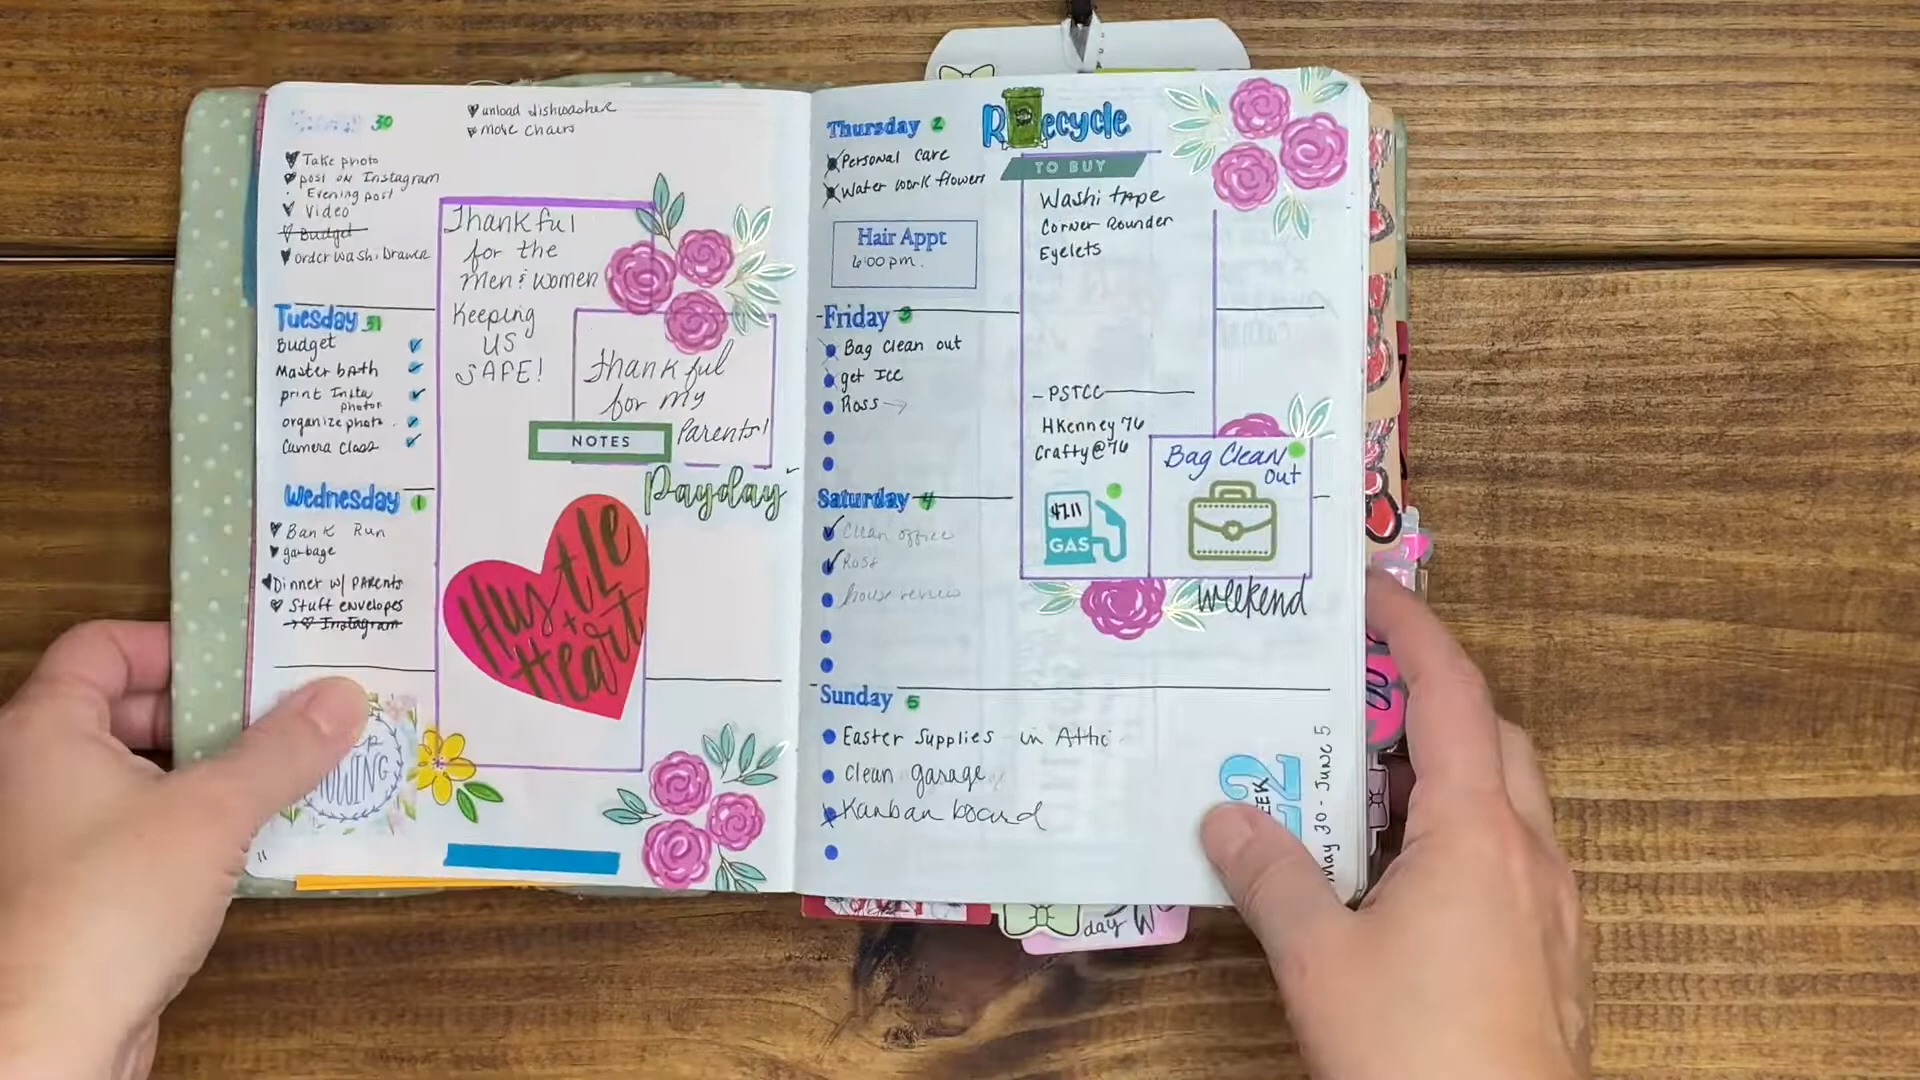 30
unload dishwasher
move chairs
Take photo
post on Instagram
Evening post
Video
Budget
order Washi Drawer
Thankful
for the
Men & Women
Keeping
US
SAFE!
Tuesday 31
Budget
Master bath
print Insta
photos
organize photo
Camera Class
Thankful
for my
Parents!
NOTES
Payday
Wednesday 1
Bank Run
garbage
Dinner w/ PARENTS
Stuff envelopes
Instagram
Hustle
+
Heart
11
Thursday 2
Personal Care
Water work flowers
Hair Appt
6:00 pm.
Recycle
TO BUY
Washi tape
Corner Rounder
Eyelets
Friday 3
Bag Clean out
get ICE
Ross
PSTCC
HKenney 76
Crafty@76
Bag Clean
Out
47.11
GAS
weekend
Saturday 4
Clean office
Ross
Sunday 5
Easter Supplies in Attic
Clean garage
Kanban board
May 30 - June 5
day W